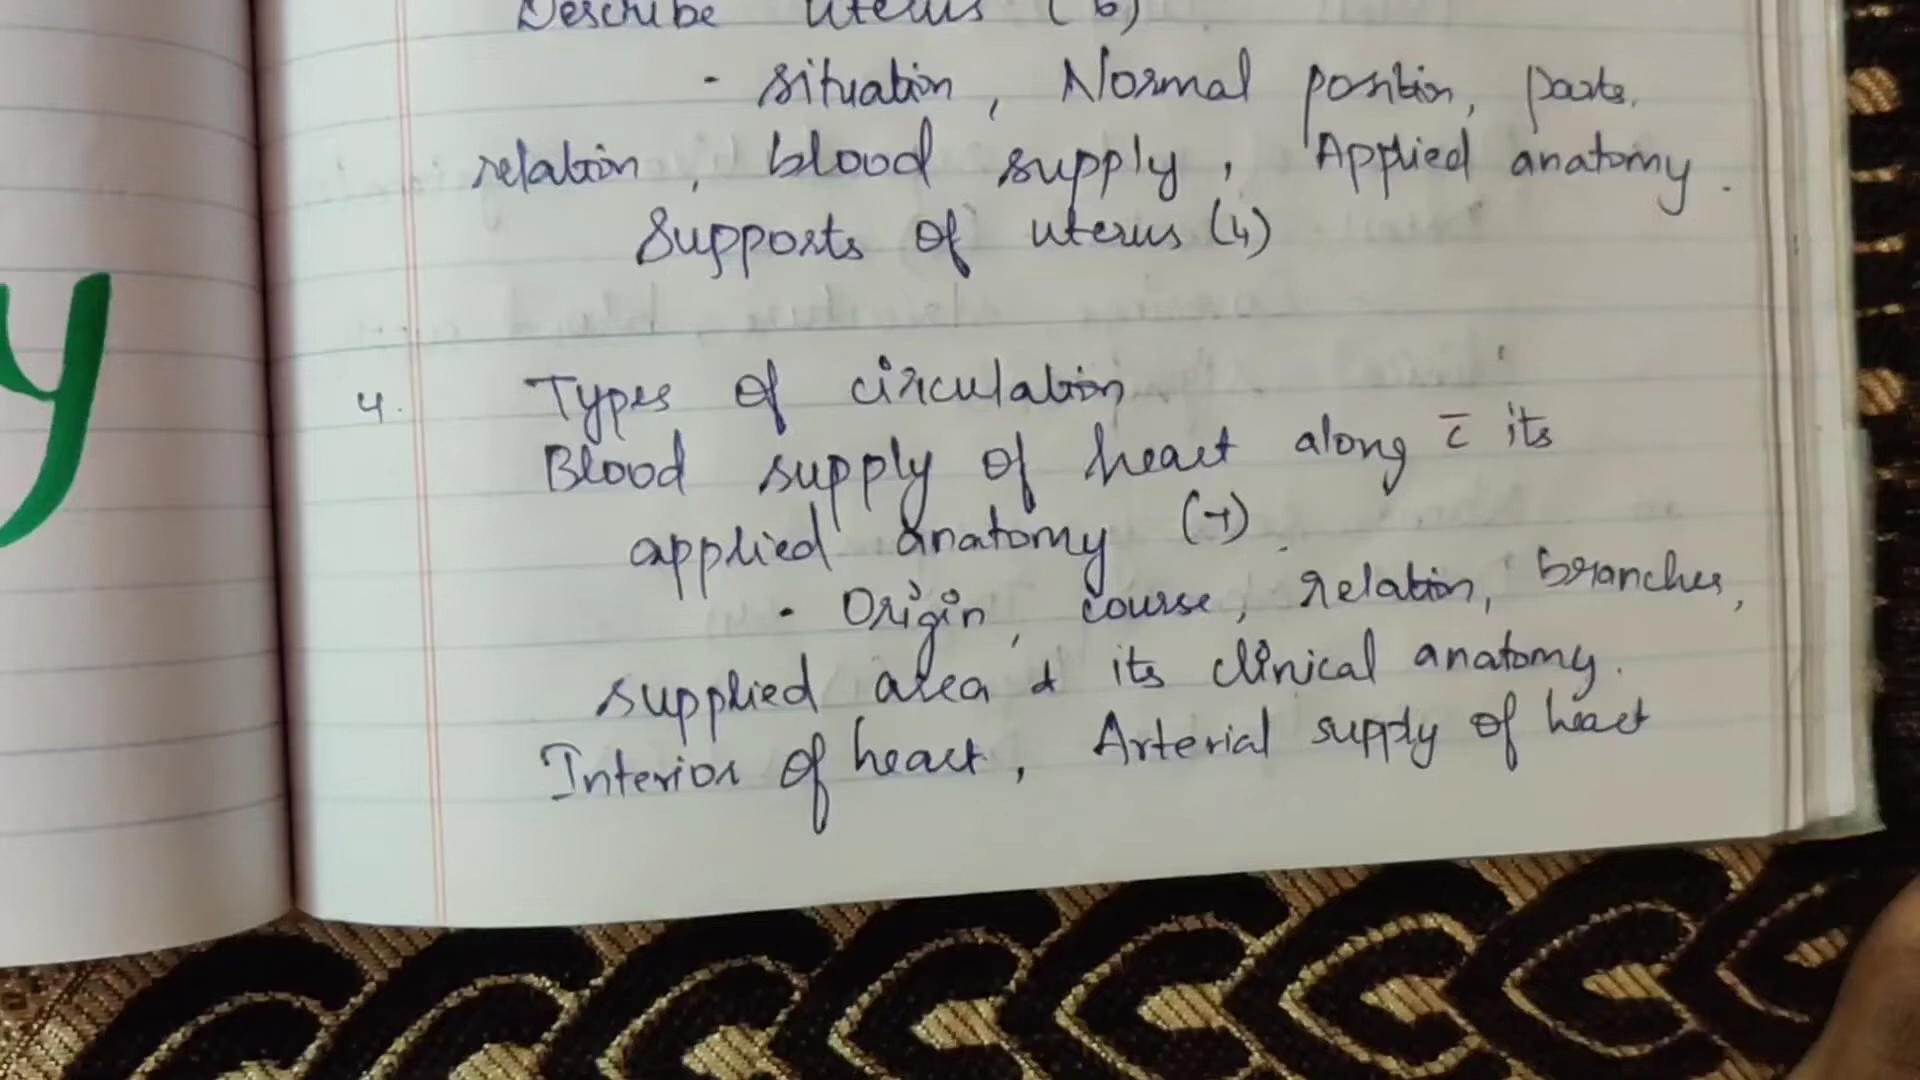 Describe uterus (6)
- situation, Normal position, parts,
relation, blood supply, Applied anatomy.
Supports of uterus (4)
4. Types of circulation
Blood supply of heart along c̅ its
applied anatomy (7).
- Origin, course, relation, branches,
supplied area & its clinical anatomy.
Interior of heart, Arterial supply of heart
y